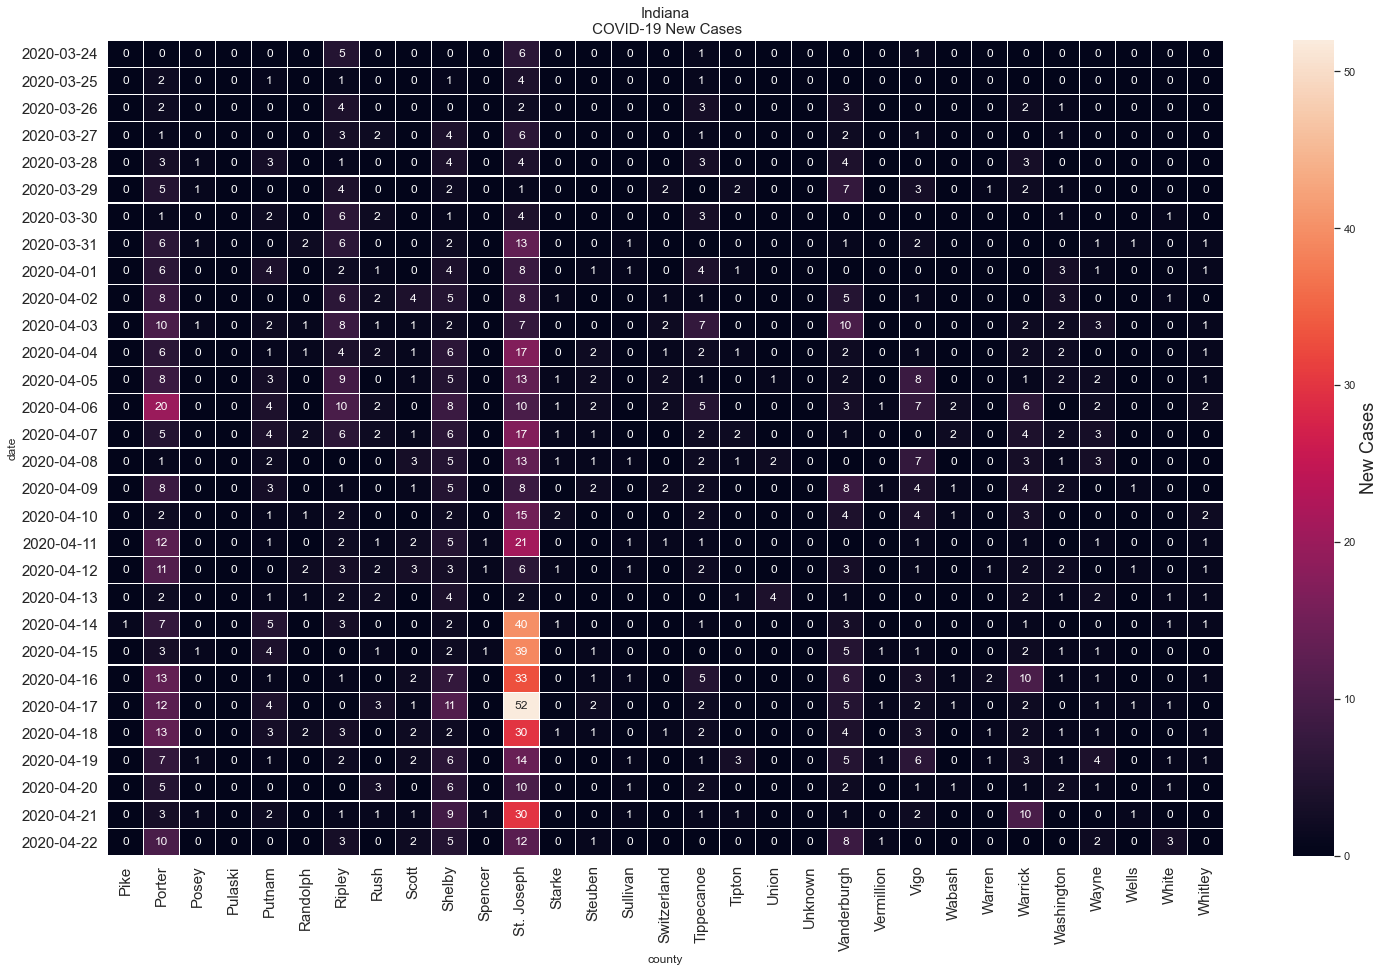 Indiana
COVID-19 New Cases
2020-03-24 0 0 0 0 0 0 5 0 0 0 0 6 0 0 0 0 1 0 0 0 0 0 1 0 0 0 0 0 0 0 0
2020-03-25 0 2 0 0 1 0 1 0 0 1 0 4 0 0 0 0 1 0 0 0 0 0 0 0 0 0 0 0 0 0 0
2020-03-26 0 2 0 0 0 0 4 0 0 0 0 2 0 0 0 0 3 0 0 0 3 0 0 0 0 2 1 0 0 0 0
2020-03-27 0 1 0 0 0 0 3 2 0 4 0 6 0 0 0 0 1 0 0 0 2 0 1 0 0 0 1 0 0 0 0
2020-03-28 0 3 1 0 3 0 1 0 0 4 0 4 0 0 0 0 3 0 0 0 4 0 0 0 0 3 0 0 0 0 0
2020-03-29 0 5 1 0 0 0 4 0 0 2 0 1 0 0 0 2 0 2 0 0 7 0 3 0 1 2 1 0 0 0 0
2020-03-30 0 1 0 0 2 0 6 2 0 1 0 4 0 0 0 0 3 0 0 0 0 0 0 0 0 0 1 0 0 1 0
2020-03-31 0 6 1 0 0 2 6 0 0 2 0 13 0 0 1 0 0 0 0 0 1 0 2 0 0 0 0 1 1 0 1
2020-04-01 0 6 0 0 4 0 2 1 0 4 0 8 0 1 1 0 4 1 0 0 0 0 0 0 0 0 3 1 0 0 1
2020-04-02 0 8 0 0 0 0 6 2 4 5 0 8 1 0 0 1 1 0 0 0 5 0 1 0 0 0 3 0 0 1 0
2020-04-03 0 10 1 0 2 1 8 1 1 2 0 7 0 0 0 2 7 0 0 0 10 0 0 0 0 2 2 3 0 0 1
2020-04-04 0 6 0 0 1 1 4 2 1 6 0 17 0 2 0 1 2 1 0 0 2 0 1 0 0 2 2 0 0 0 1
2020-04-05 0 8 0 0 3 0 9 0 1 5 0 13 1 2 0 2 1 0 1 0 2 0 8 0 0 1 2 2 0 0 1
2020-04-06 0 20 0 0 4 0 10 2 0 8 0 10 1 2 0 2 5 0 0 0 3 1 7 2 0 6 0 2 0 0 2
2020-04-07 0 5 0 0 4 2 6 2 1 6 0 17 1 1 0 0 2 2 0 0 1 0 0 2 0 4 2 3 0 0 0
2020-04-08 0 1 0 0 2 0 0 0 3 5 0 13 1 1 1 0 2 1 2 0 0 0 7 0 0 3 1 3 0 0 0
2020-04-09 0 8 0 0 3 0 1 0 1 5 0 8 0 2 0 2 2 0 0 0 8 1 4 1 0 4 2 0 1 0 0
2020-04-10 0 2 0 0 1 1 2 0 0 2 0 15 2 0 0 0 2 0 0 0 4 0 4 1 0 3 0 0 0 0 2
2020-04-11 0 12 0 0 1 0 2 1 2 5 1 21 0 0 1 1 1 0 0 0 0 0 1 0 0 1 0 1 0 0 1
2020-04-12 0 11 0 0 0 2 3 2 3 3 1 6 1 0 1 0 2 0 0 0 3 0 1 0 1 2 2 0 1 0 1
2020-04-13 0 2 0 0 1 1 2 2 0 4 0 2 0 0 0 0 0 1 4 0 1 0 0 0 0 2 1 2 0 1 1
2020-04-14 1 7 0 0 5 0 3 0 0 2 0 40 1 0 0 0 1 0 0 0 3 0 0 0 0 1 0 0 0 1 1
2020-04-15 0 3 1 0 4 0 0 1 0 2 1 39 0 1 0 0 0 0 0 0 5 1 1 0 0 2 1 1 0 0 0
2020-04-16 0 13 0 0 1 0 1 0 2 7 0 33 0 1 1 0 5 0 0 0 6 0 3 1 2 10 1 1 0 0 1
2020-04-17 0 12 0 0 4 0 0 3 1 11 0 52 0 2 0 0 2 0 0 0 5 1 2 1 0 2 0 1 1 1 0
2020-04-18 0 13 0 0 3 2 3 0 2 2 0 30 1 1 0 1 2 0 0 0 4 0 3 0 1 2 1 1 0 0 1
2020-04-19 0 7 1 0 1 0 2 0 2 6 0 14 0 0 1 0 1 3 0 0 5 1 6 0 1 3 1 4 0 1 1
2020-04-20 0 5 0 0 0 0 0 3 0 6 0 10 0 0 1 0 2 0 0 0 2 0 1 1 0 1 2 1 0 1 0
2020-04-21 0 3 1 0 2 0 1 1 1 9 1 30 0 0 1 0 1 1 0 0 1 0 2 0 0 10 0 0 1 0 0
2020-04-22 0 10 0 0 0 0 3 0 2 5 0 12 0 1 0 0 0 0 0 0 8 1 0 0 0 0 0 2 0 3 0
date
Pike Porter Posey Pulaski Putnam Randolph Ripley Rush Scott Shelby Spencer St. Joseph Starke Steuben Sullivan Switzerland Tippecanoe Tipton Union Unknown Vanderburgh Vermillion Vigo Wabash Warren Warrick Washington Wayne Wells White Whitley
county
50
40
30
20
10
0
New Cases